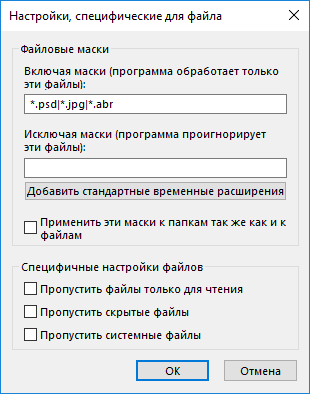 Настройки, специфические для файла
Файловые маски
Включая маски (программа обработает только
эти файлы):
*.psd|*.jpg|*.abr
Исключая маски (программа проигнорирует
эти файлы):
Добавить стандартные временные расширения
Применить эти маски к папкам так же как и к
файлам
Специфичные настройки файлов
Пропустить файлы только для чтения
Пропустить скрытые файлы
Пропустить системные файлы
ОК
Отмена